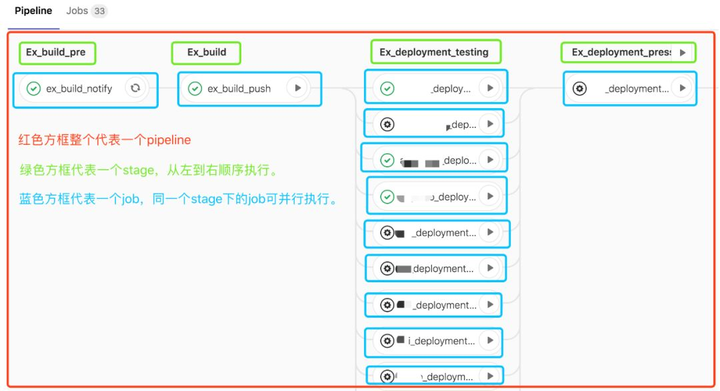 Pipeline Jobs 33
Ex_build_pre Ex_build Ex_deployment_testing Ex_deployment_press
ex_build_notify ex_build_push _deploy... _deployment...
_dep...
_deplo...
_deploy...
_deployment...
deployment...
_deployment...
i_deployment...
_deploym...
红色方框整个代表一个pipeline
绿色方框代表一个stage，从左到右顺序执行。
蓝色方框代表一个job，同一个stage下的job可并行执行。